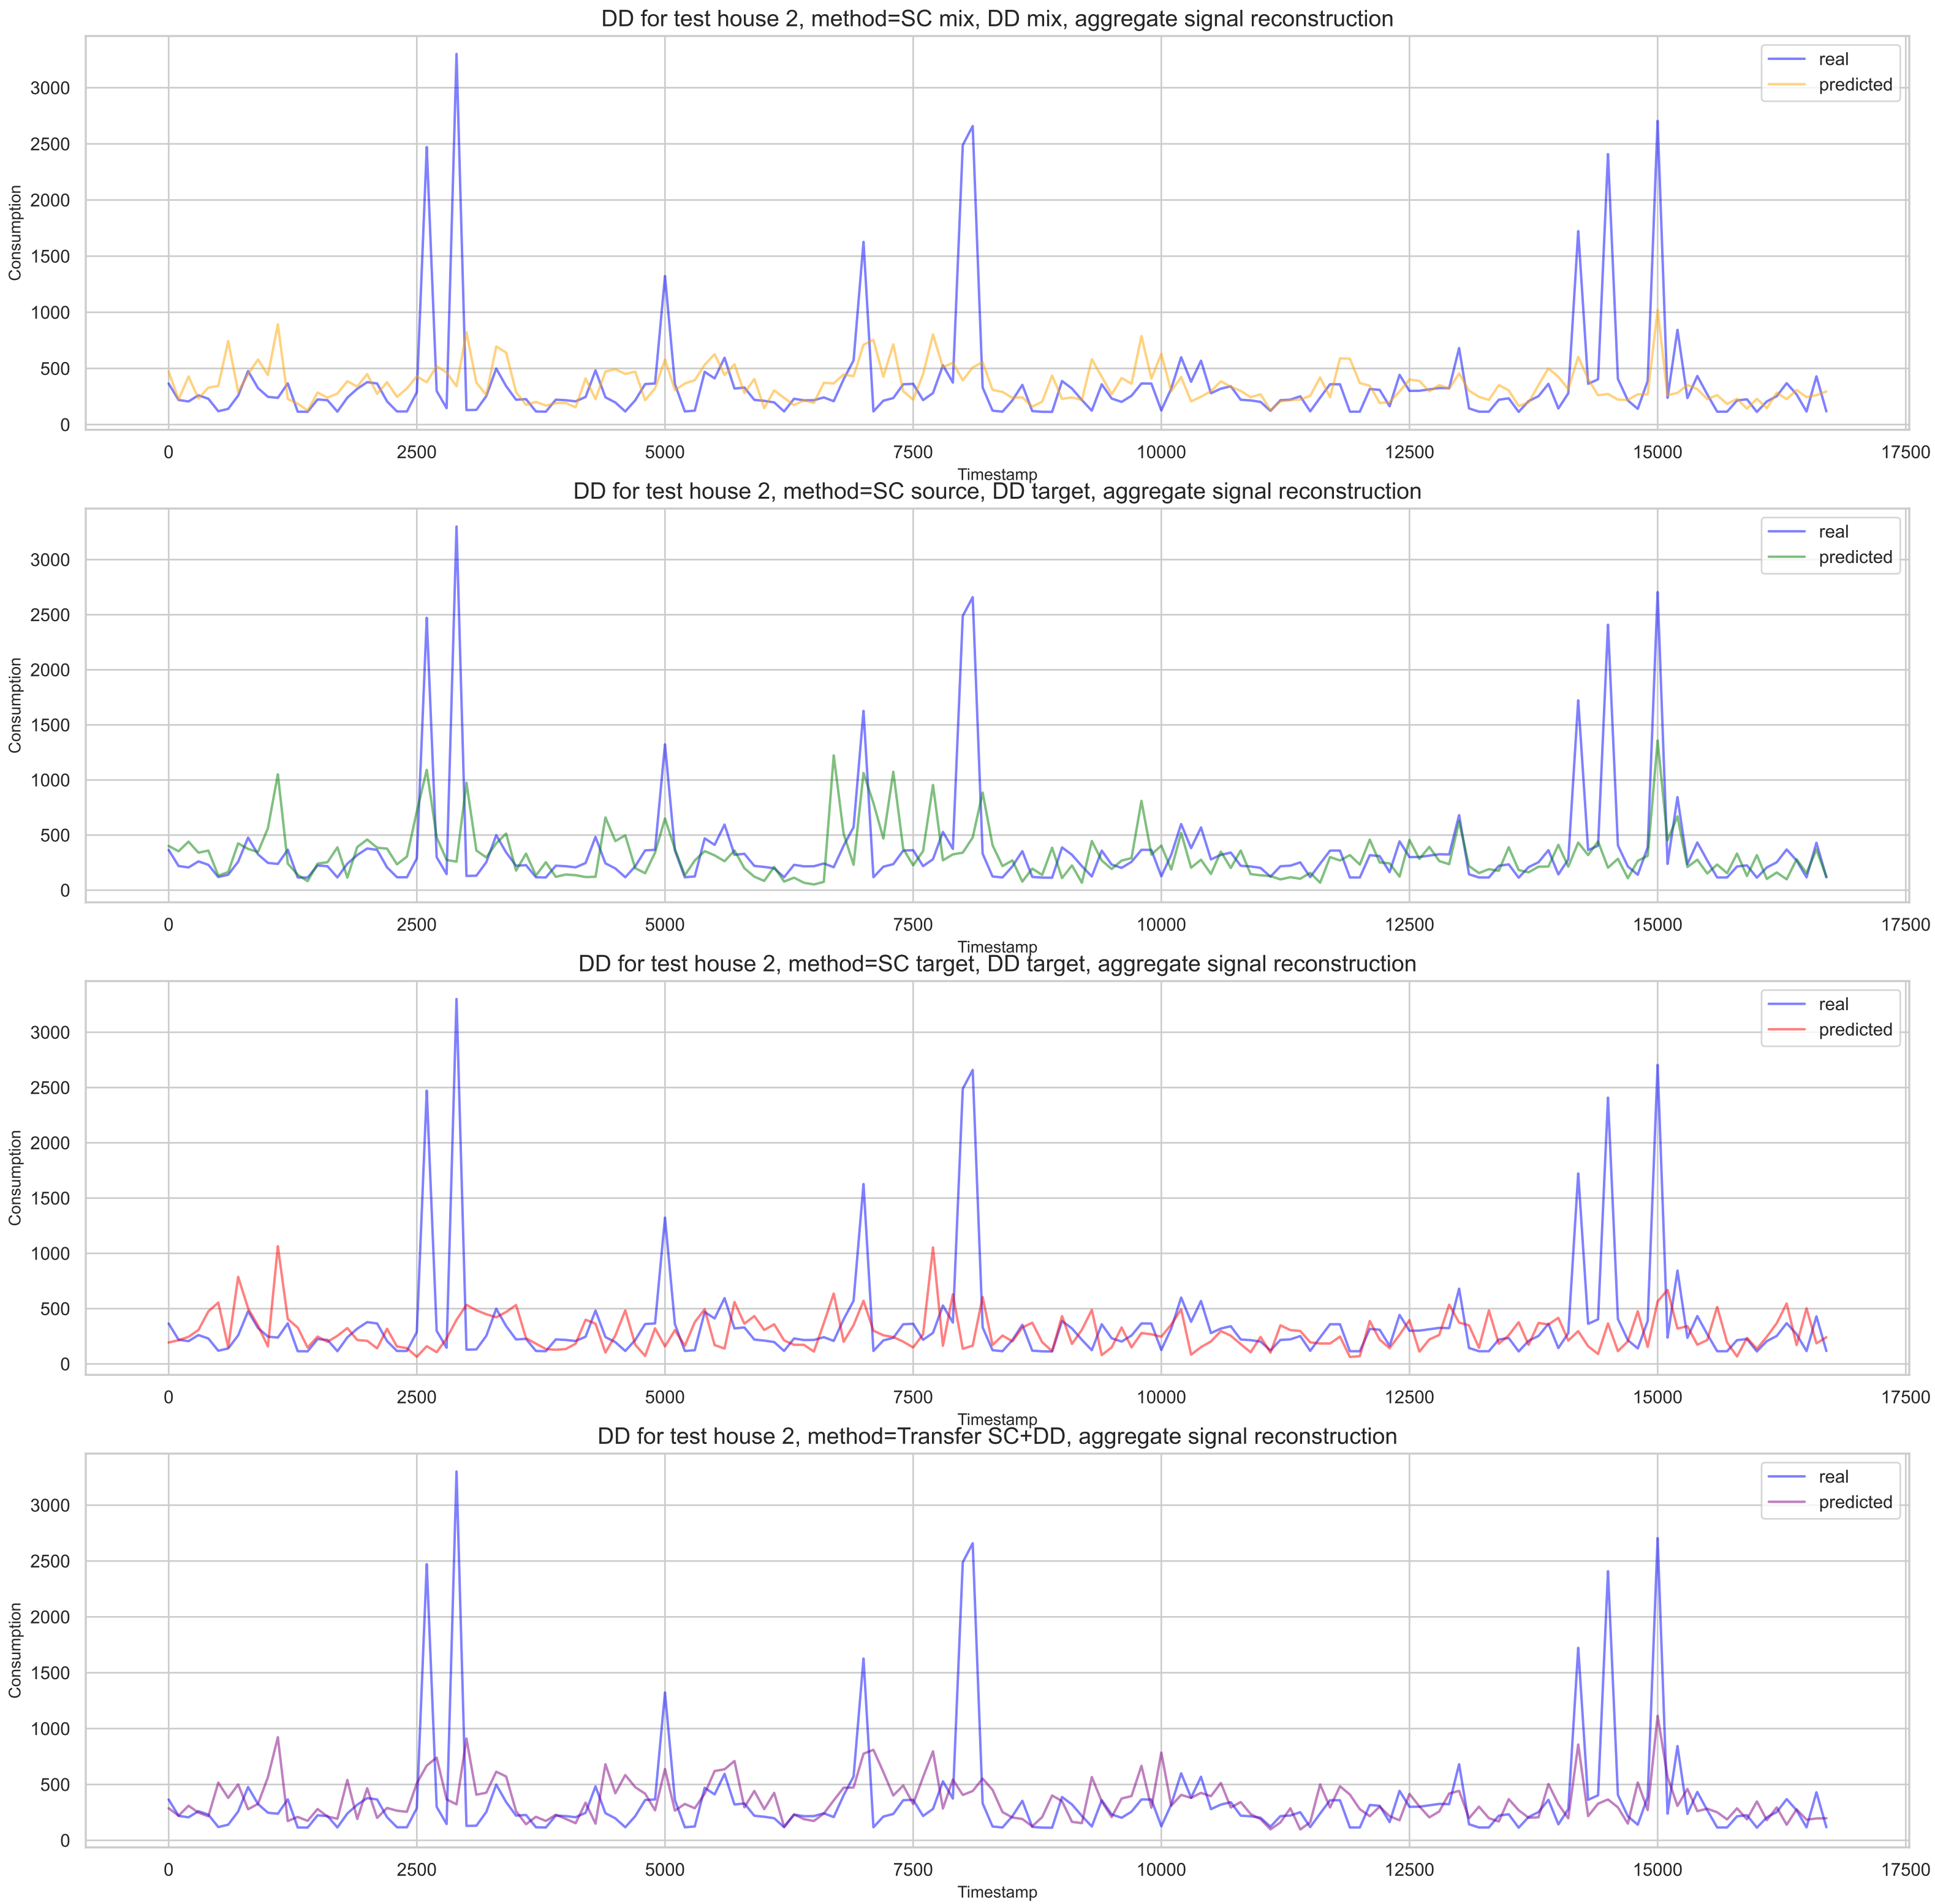 DD for test house 2, method=SC mix, DD mix, aggregate signal reconstruction
real
predicted
3000
2500
2000
1500
1000
500
0
Consumption
0 2500 5000 7500 10000 12500 15000 17500
Timestamp
DD for test house 2, method=SC source, DD target, aggregate signal reconstruction
real
predicted
3000
2500
2000
1500
1000
500
0
Consumption
0 2500 5000 7500 10000 12500 15000 17500
Timestamp
DD for test house 2, method=SC target, DD target, aggregate signal reconstruction
real
predicted
3000
2500
2000
1500
1000
500
0
Consumption
0 2500 5000 7500 10000 12500 15000 17500
Timestamp
DD for test house 2, method=Transfer SC+DD, aggregate signal reconstruction
real
predicted
3000
2500
2000
1500
1000
500
0
Consumption
0 2500 5000 7500 10000 12500 15000 17500
Timestamp